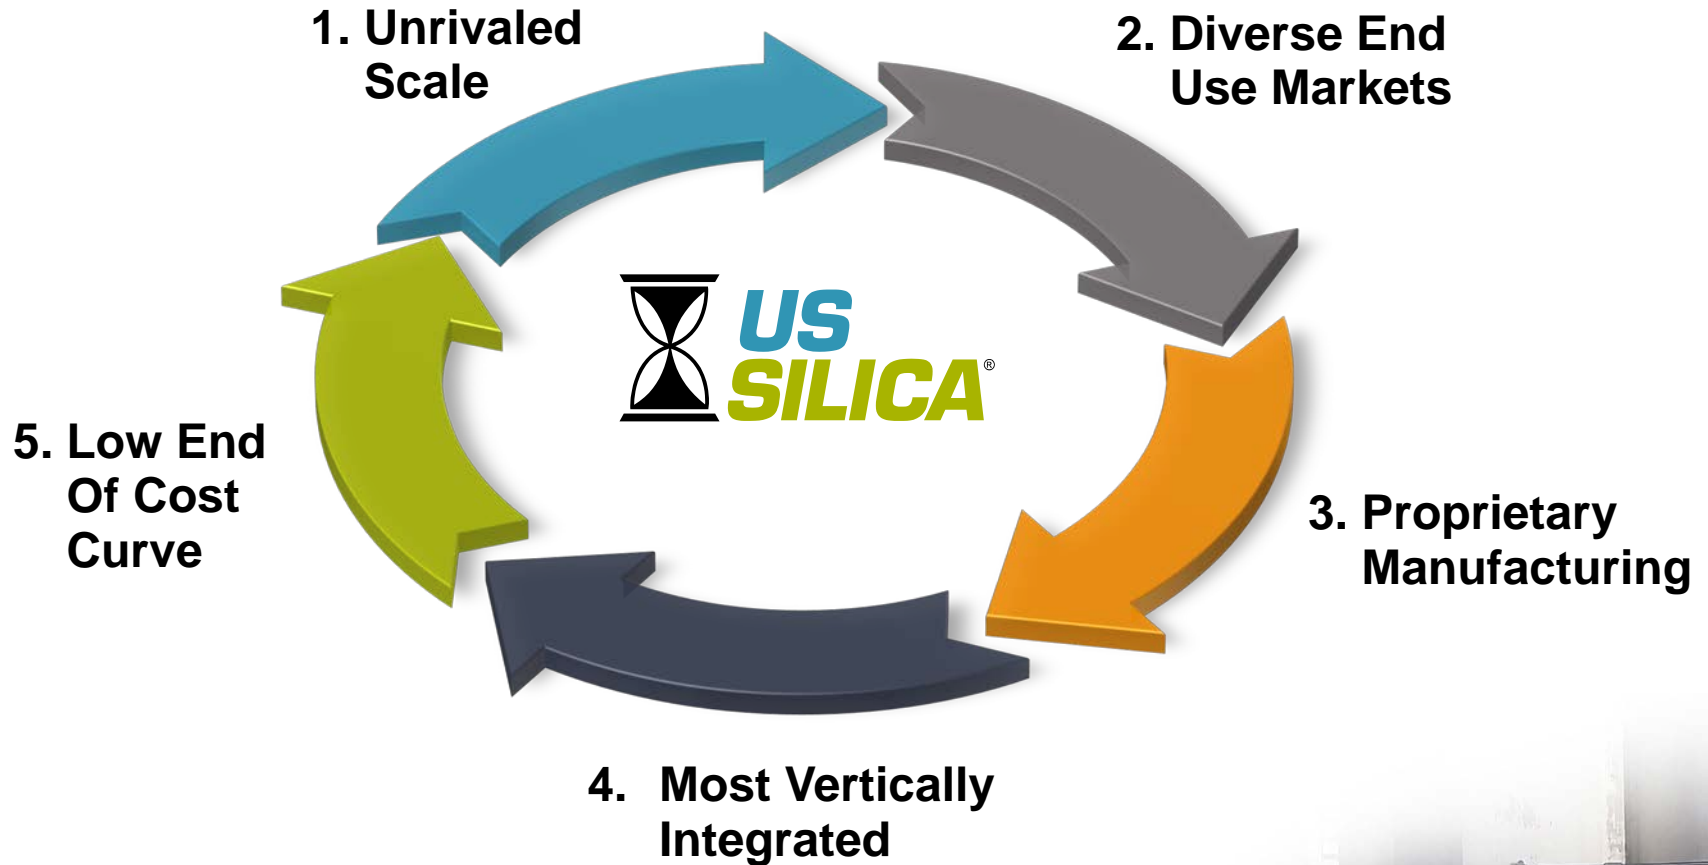 1. Unrivaled
Scale
2. Diverse End
Use Markets
US
SILICA®
5. Low End
Of Cost
Curve
3. Proprietary
Manufacturing
4. Most Vertically
Integrated